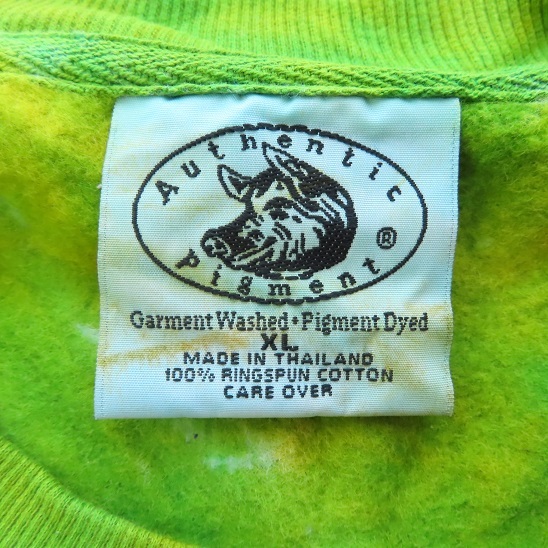 Authentic
Pigment®
Garment Washed • Pigment Dyed
XL
MADE IN THAILAND
100% RINGSPUN COTTON
CARE OVER